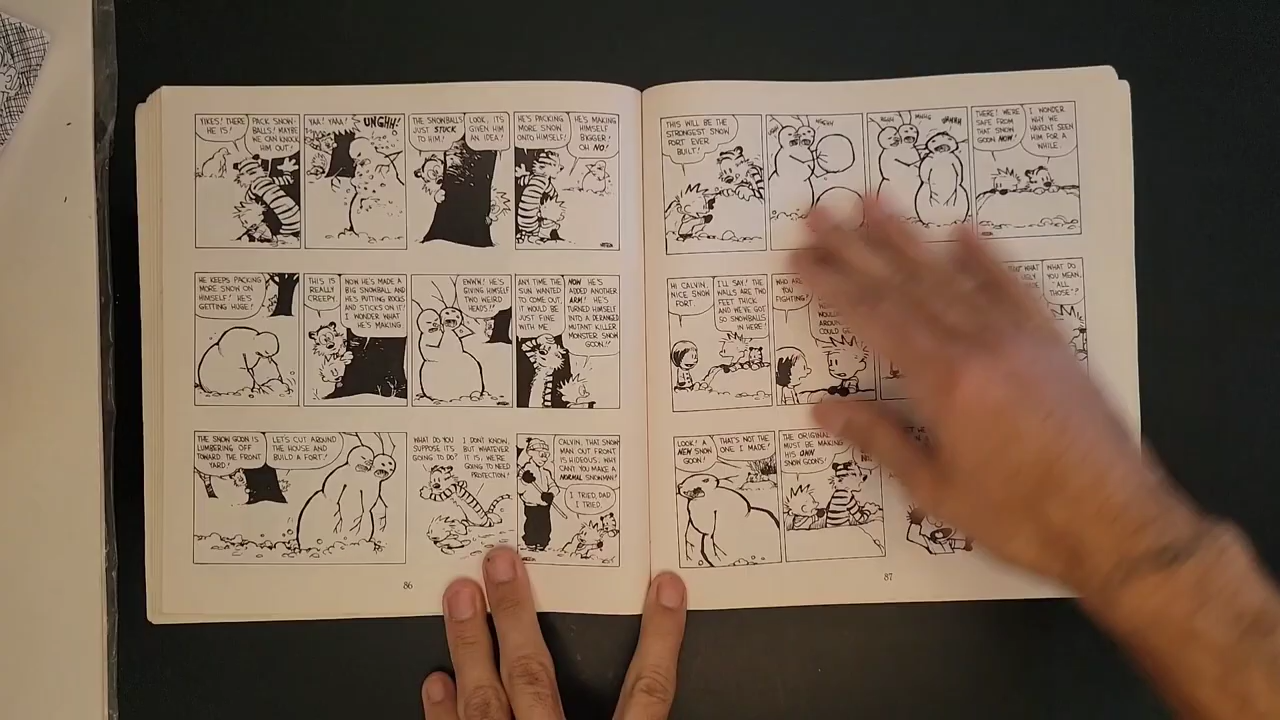 YIKES! THERE
HE IS!
PACK SNOW-
BALLS! MAYBE
WE CAN KNOCK
HIM OUT!
YAA! YAA!
UNGHH!
THE SNOWBALLS
JUST STUCK
TO HIM!
LOOK, IT'S
GIVEN HIM
AN IDEA!
HE'S PACKING
MORE SNOW
ONTO HIMSELF!
HE'S MAKING
HIMSELF
BIGGER!
OH NO!
HE KEEPS PACKING
MORE SNOW ON
HIMSELF! HE'S
GETTING HUGE!
THIS IS
REALLY
CREEPY.
NOW HE'S MADE A
BIG SNOWBALL AND
HE'S PUTTING ROCKS
AND STICKS ON IT!
I WONDER WHAT
HE'S MAKING.
EWWW! HE'S
GIVING HIMSELF
TWO WEIRD
HEADS!
ANY TIME THE
SUN WANTED
TO COME OUT,
IT WOULD BE
JUST FINE
WITH ME.
NOW HE'S
ADDED ANOTHER
ARM! HE'S
TURNED HIMSELF
INTO A DERANGED
MUTANT KILLER
MONSTER SNOW
GOON!!
THE SNOW GOON IS
LUMBERING OFF
TOWARD THE FRONT
YARD!
LET'S CUT AROUND
THE HOUSE AND
BUILD A FORT!
WHAT DO YOU
SUPPOSE IT'S
GOING TO DO?
I DON'T KNOW,
BUT WHATEVER
IT IS, WE'RE
GOING TO NEED
PROTECTION!
CALVIN, THAT SNOW
MAN OUT FRONT
IS HIDEOUS. WHY
CAN'T YOU MAKE A
NORMAL SNOWMAN?
I TRIED, DAD.
I TRIED.
86
THIS WILL BE THE
STRONGEST SNOW
FORT EVER
BUILT!
THERE! WE'RE
SAFE FROM
THAT SNOW
GOON NOW!
I WONDER
WHY WE
HAVEN'T SEEN
HIM FOR A
WHILE.
HI CALVIN.
NICE SNOW
FORT.
I'LL SAY! THE
WALLS ARE TWO
FEET THICK
AND WE'VE GOT
50 SNOWBALLS
IN HERE!
WHO ARE
YOU
FIGHTING?
WHAT DO
YOU MEAN,
"ALL
THOSE"?
LOOK! A
NEW SNOW
GOON!
THAT'S NOT THE
ONE I MADE!
THE ORIGINAL
MUST BE MAKING
HIS OWN
SNOW GOONS!
87